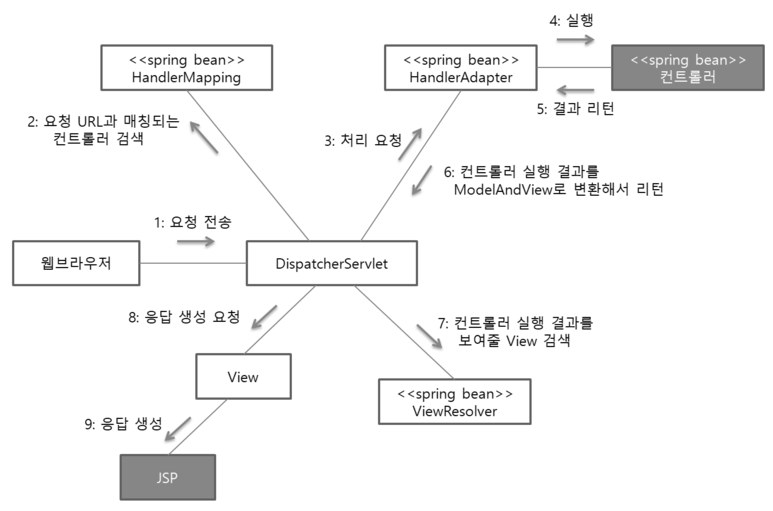 4: 실행
<<spring bean>>
HandlerMapping
<<spring bean>>
HandlerAdapter
<<spring bean>>
컨트롤러
5: 결과 리턴
2: 요청 URL과 매칭되는
컨트롤러 검색
3: 처리 요청
6: 컨트롤러 실행 결과를
ModelAndView로 변환해서 리턴
1: 요청 전송
웹브라우저
DispatcherServlet
8: 응답 생성 요청
7: 컨트롤러 실행 결과를
보여줄 View 검색
View
<<spring bean>>
ViewResolver
9: 응답 생성
JSP